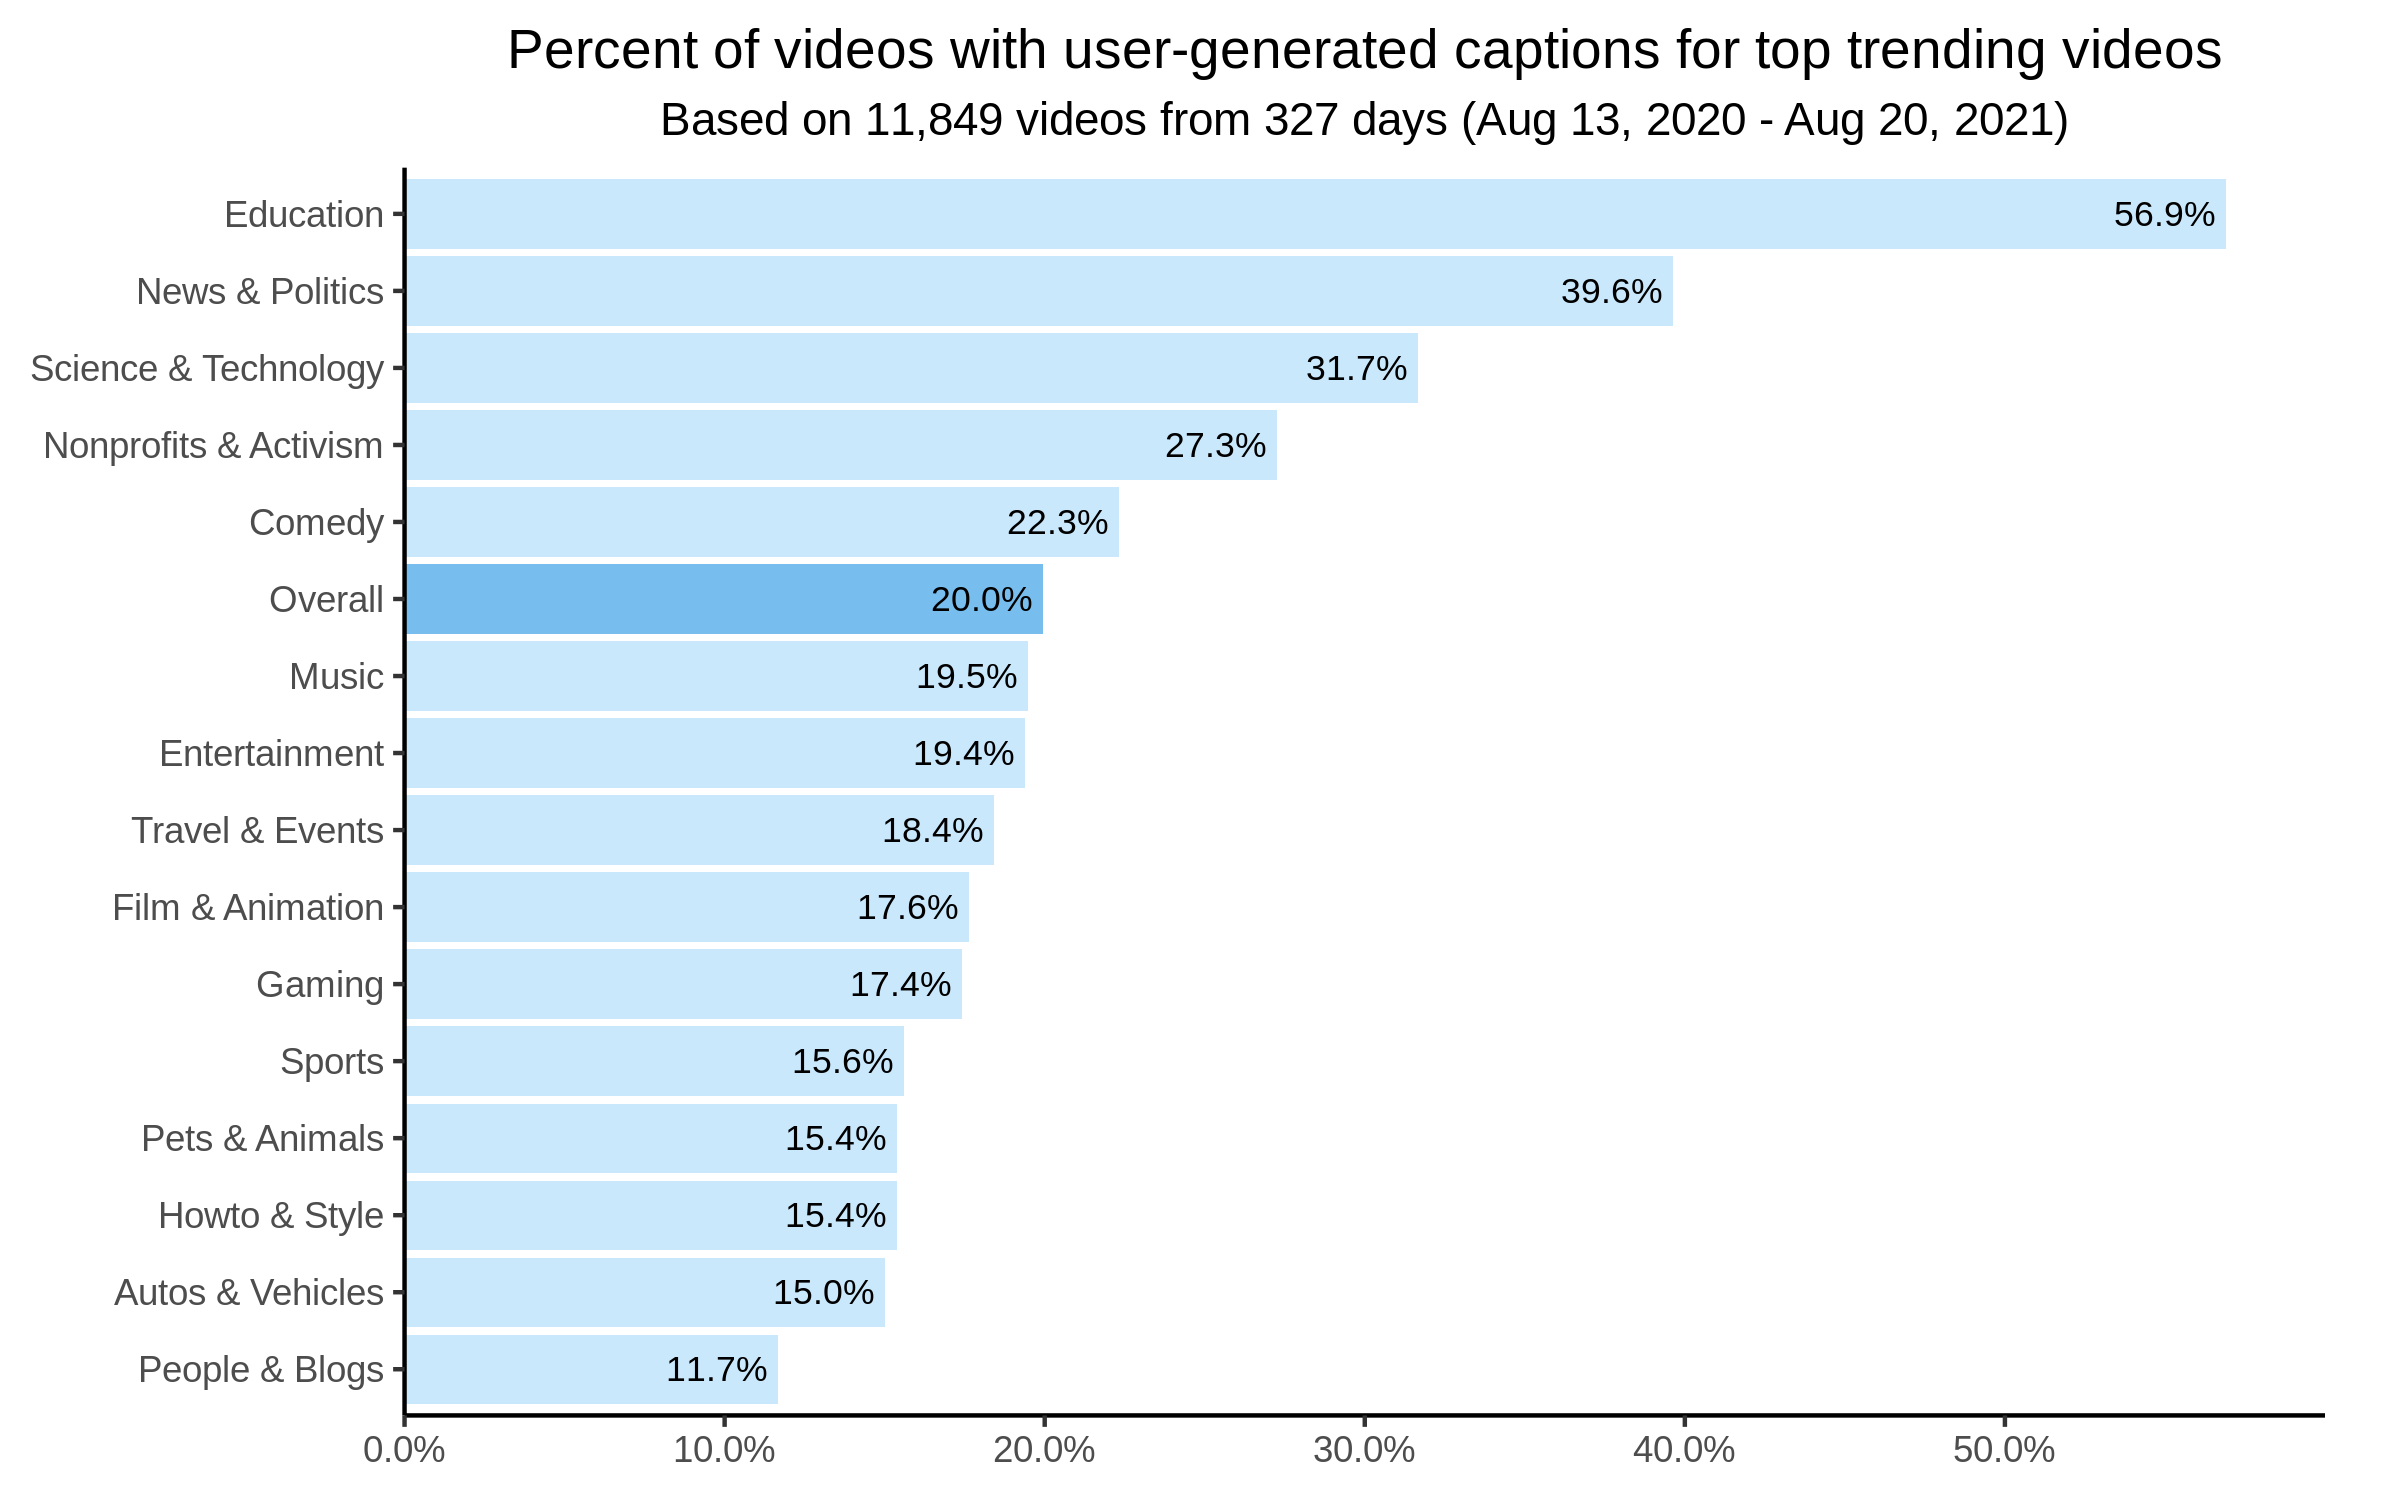 Percent of videos with user-generated captions for top trending videos
Based on 11,849 videos from 327 days (Aug 13, 2020 - Aug 20, 2021)
Education 56.9%
News & Politics 39.6%
Science & Technology 31.7%
Nonprofits & Activism 27.3%
Comedy 22.3%
Overall 20.0%
Music 19.5%
Entertainment 19.4%
Travel & Events 18.4%
Film & Animation 17.6%
Gaming 17.4%
Sports 15.6%
Pets & Animals 15.4%
Howto & Style 15.4%
Autos & Vehicles 15.0%
People & Blogs 11.7%
0.0% 10.0% 20.0% 30.0% 40.0% 50.0%